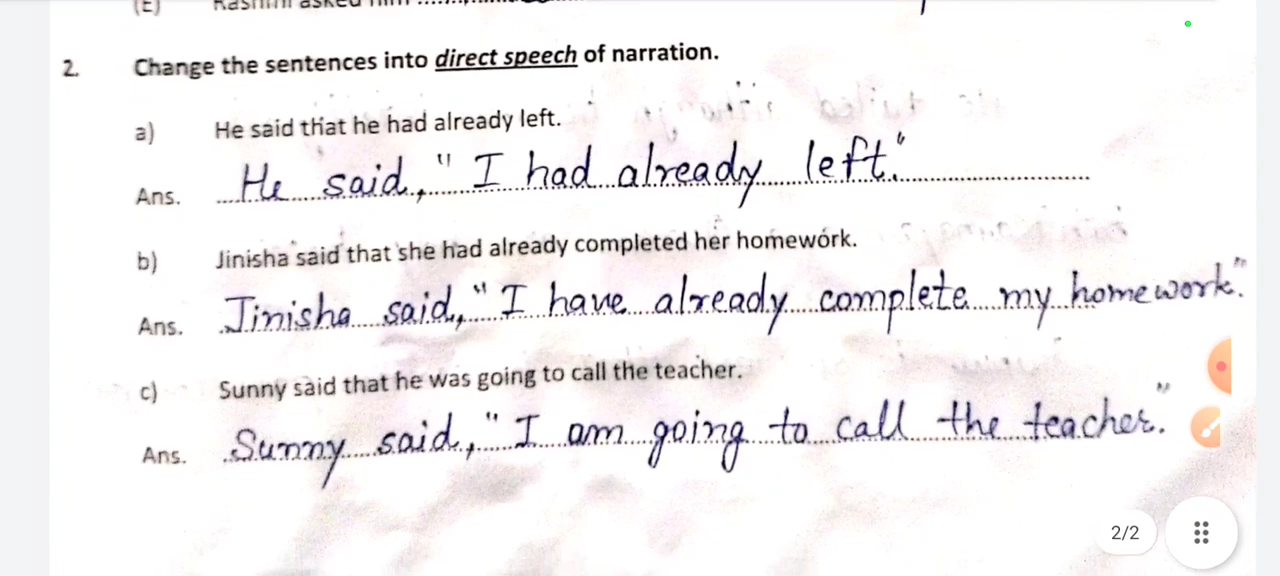 (E) Rashmi asked him
2. Change the sentences into direct speech of narration.
a) He said that he had already left.
Ans. He said, "I had already left."
b) Jinisha said that she had already completed her homework.
Ans. Jinisha said, "I have already complete my homework."
c) Sunny said that he was going to call the teacher.
Ans. Sunny said, "I am going to call the teacher."
2/2